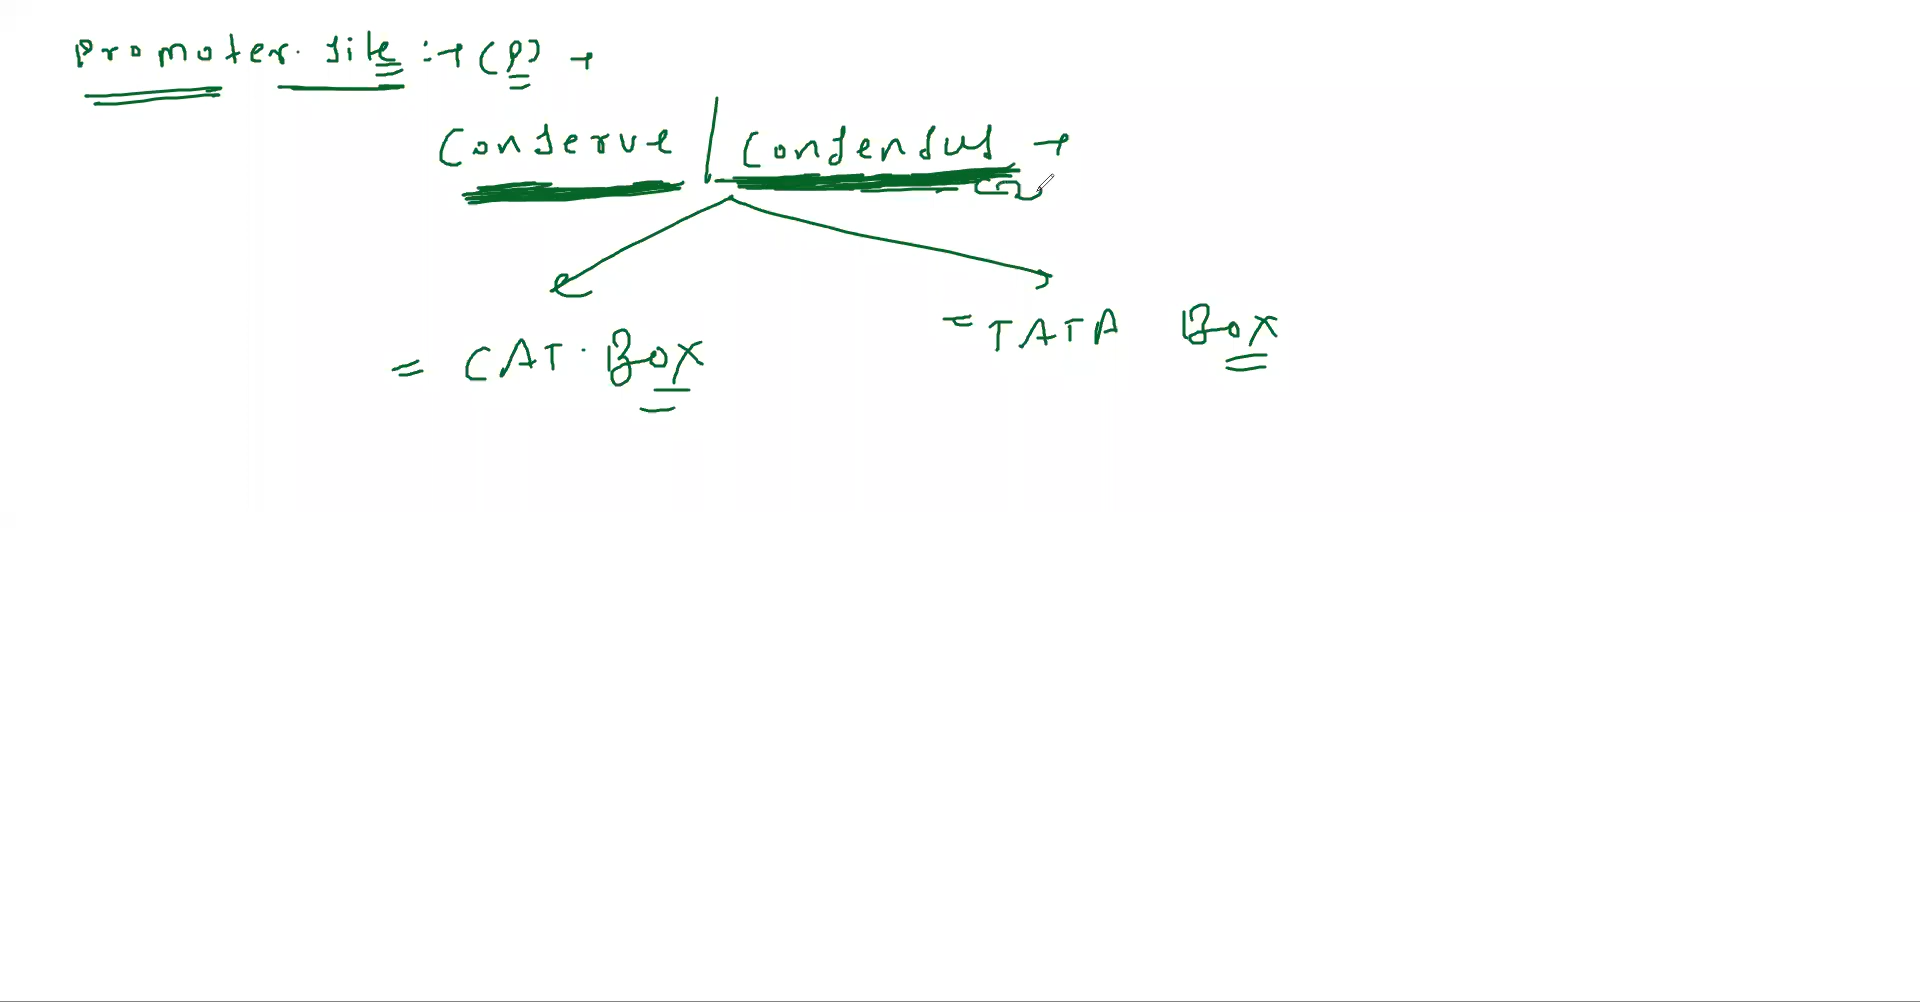 Promoter site :→ (P) →
Conserve | Consensus →
= CAT Box
= TATA Box